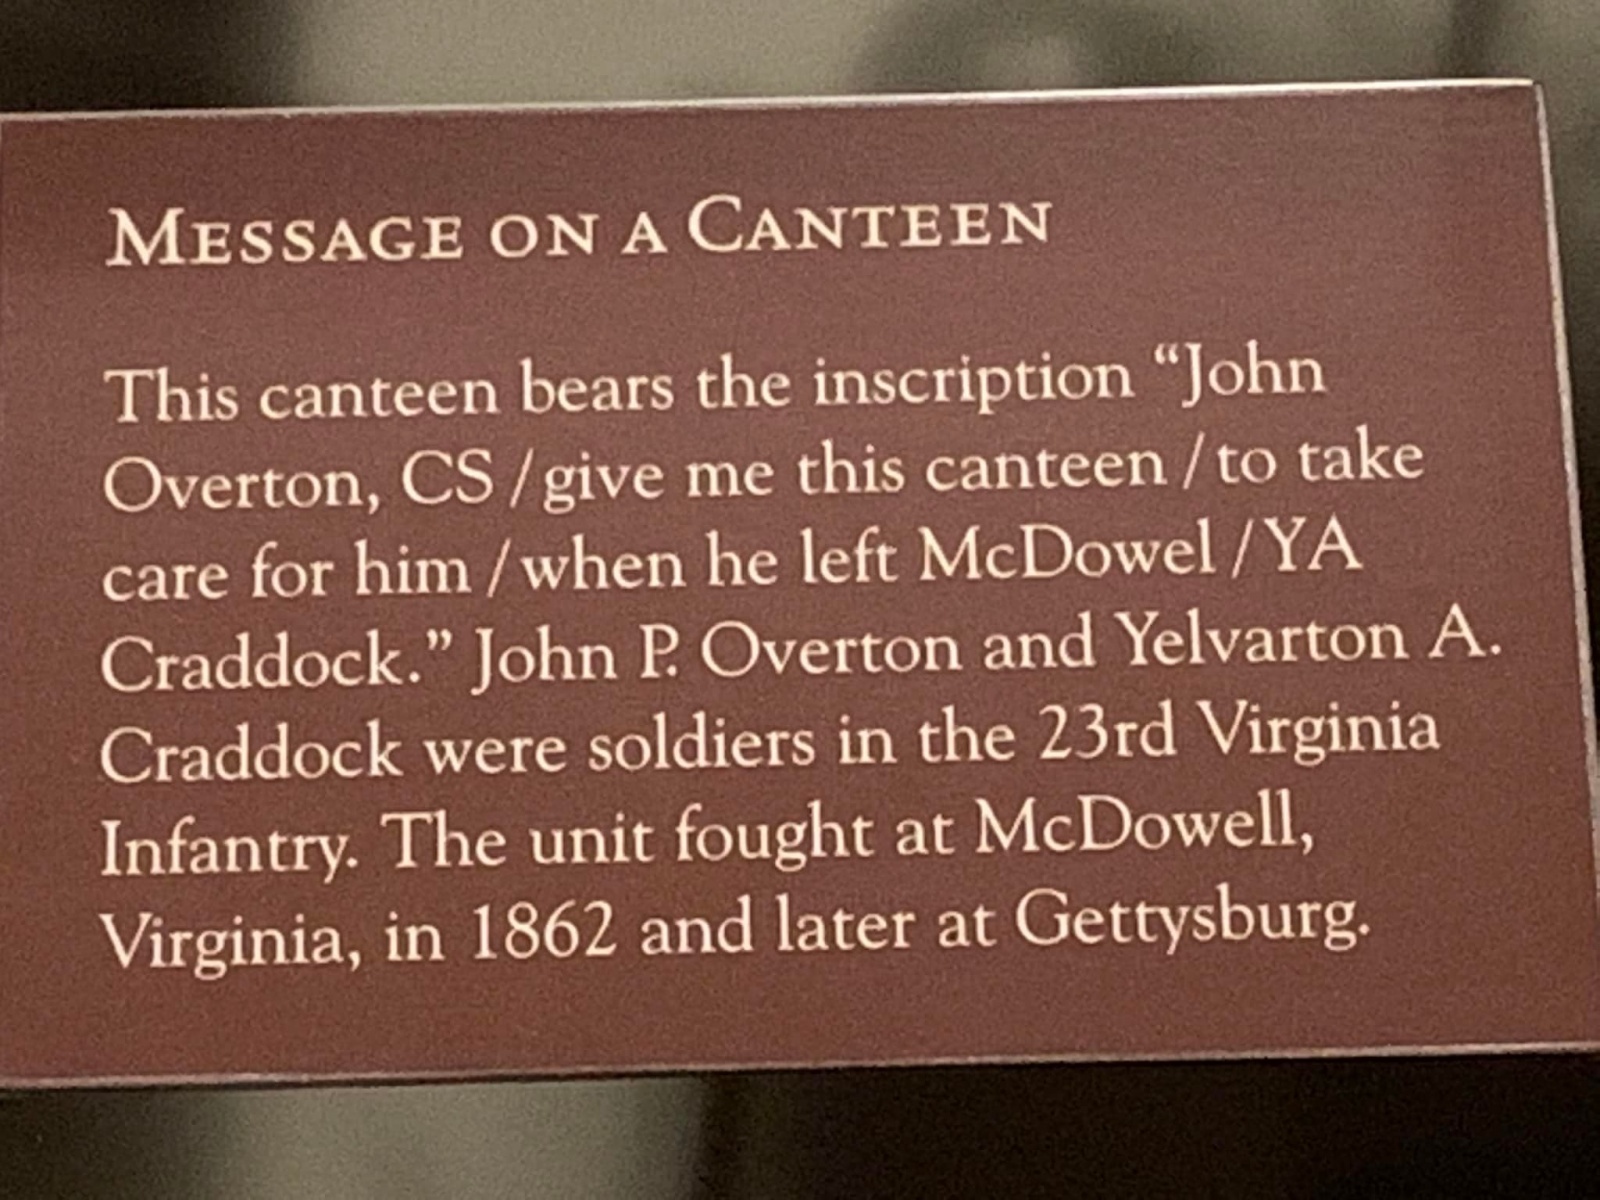 MESSAGE ON A CANTEEN
This canteen bears the inscription “John
Overton, CS / give me this canteen / to take
care for him / when he left McDowel / YA
Craddock.” John P. Overton and Yelvarton A.
Craddock were soldiers in the 23rd Virginia
Infantry. The unit fought at McDowell,
Virginia, in 1862 and later at Gettysburg.